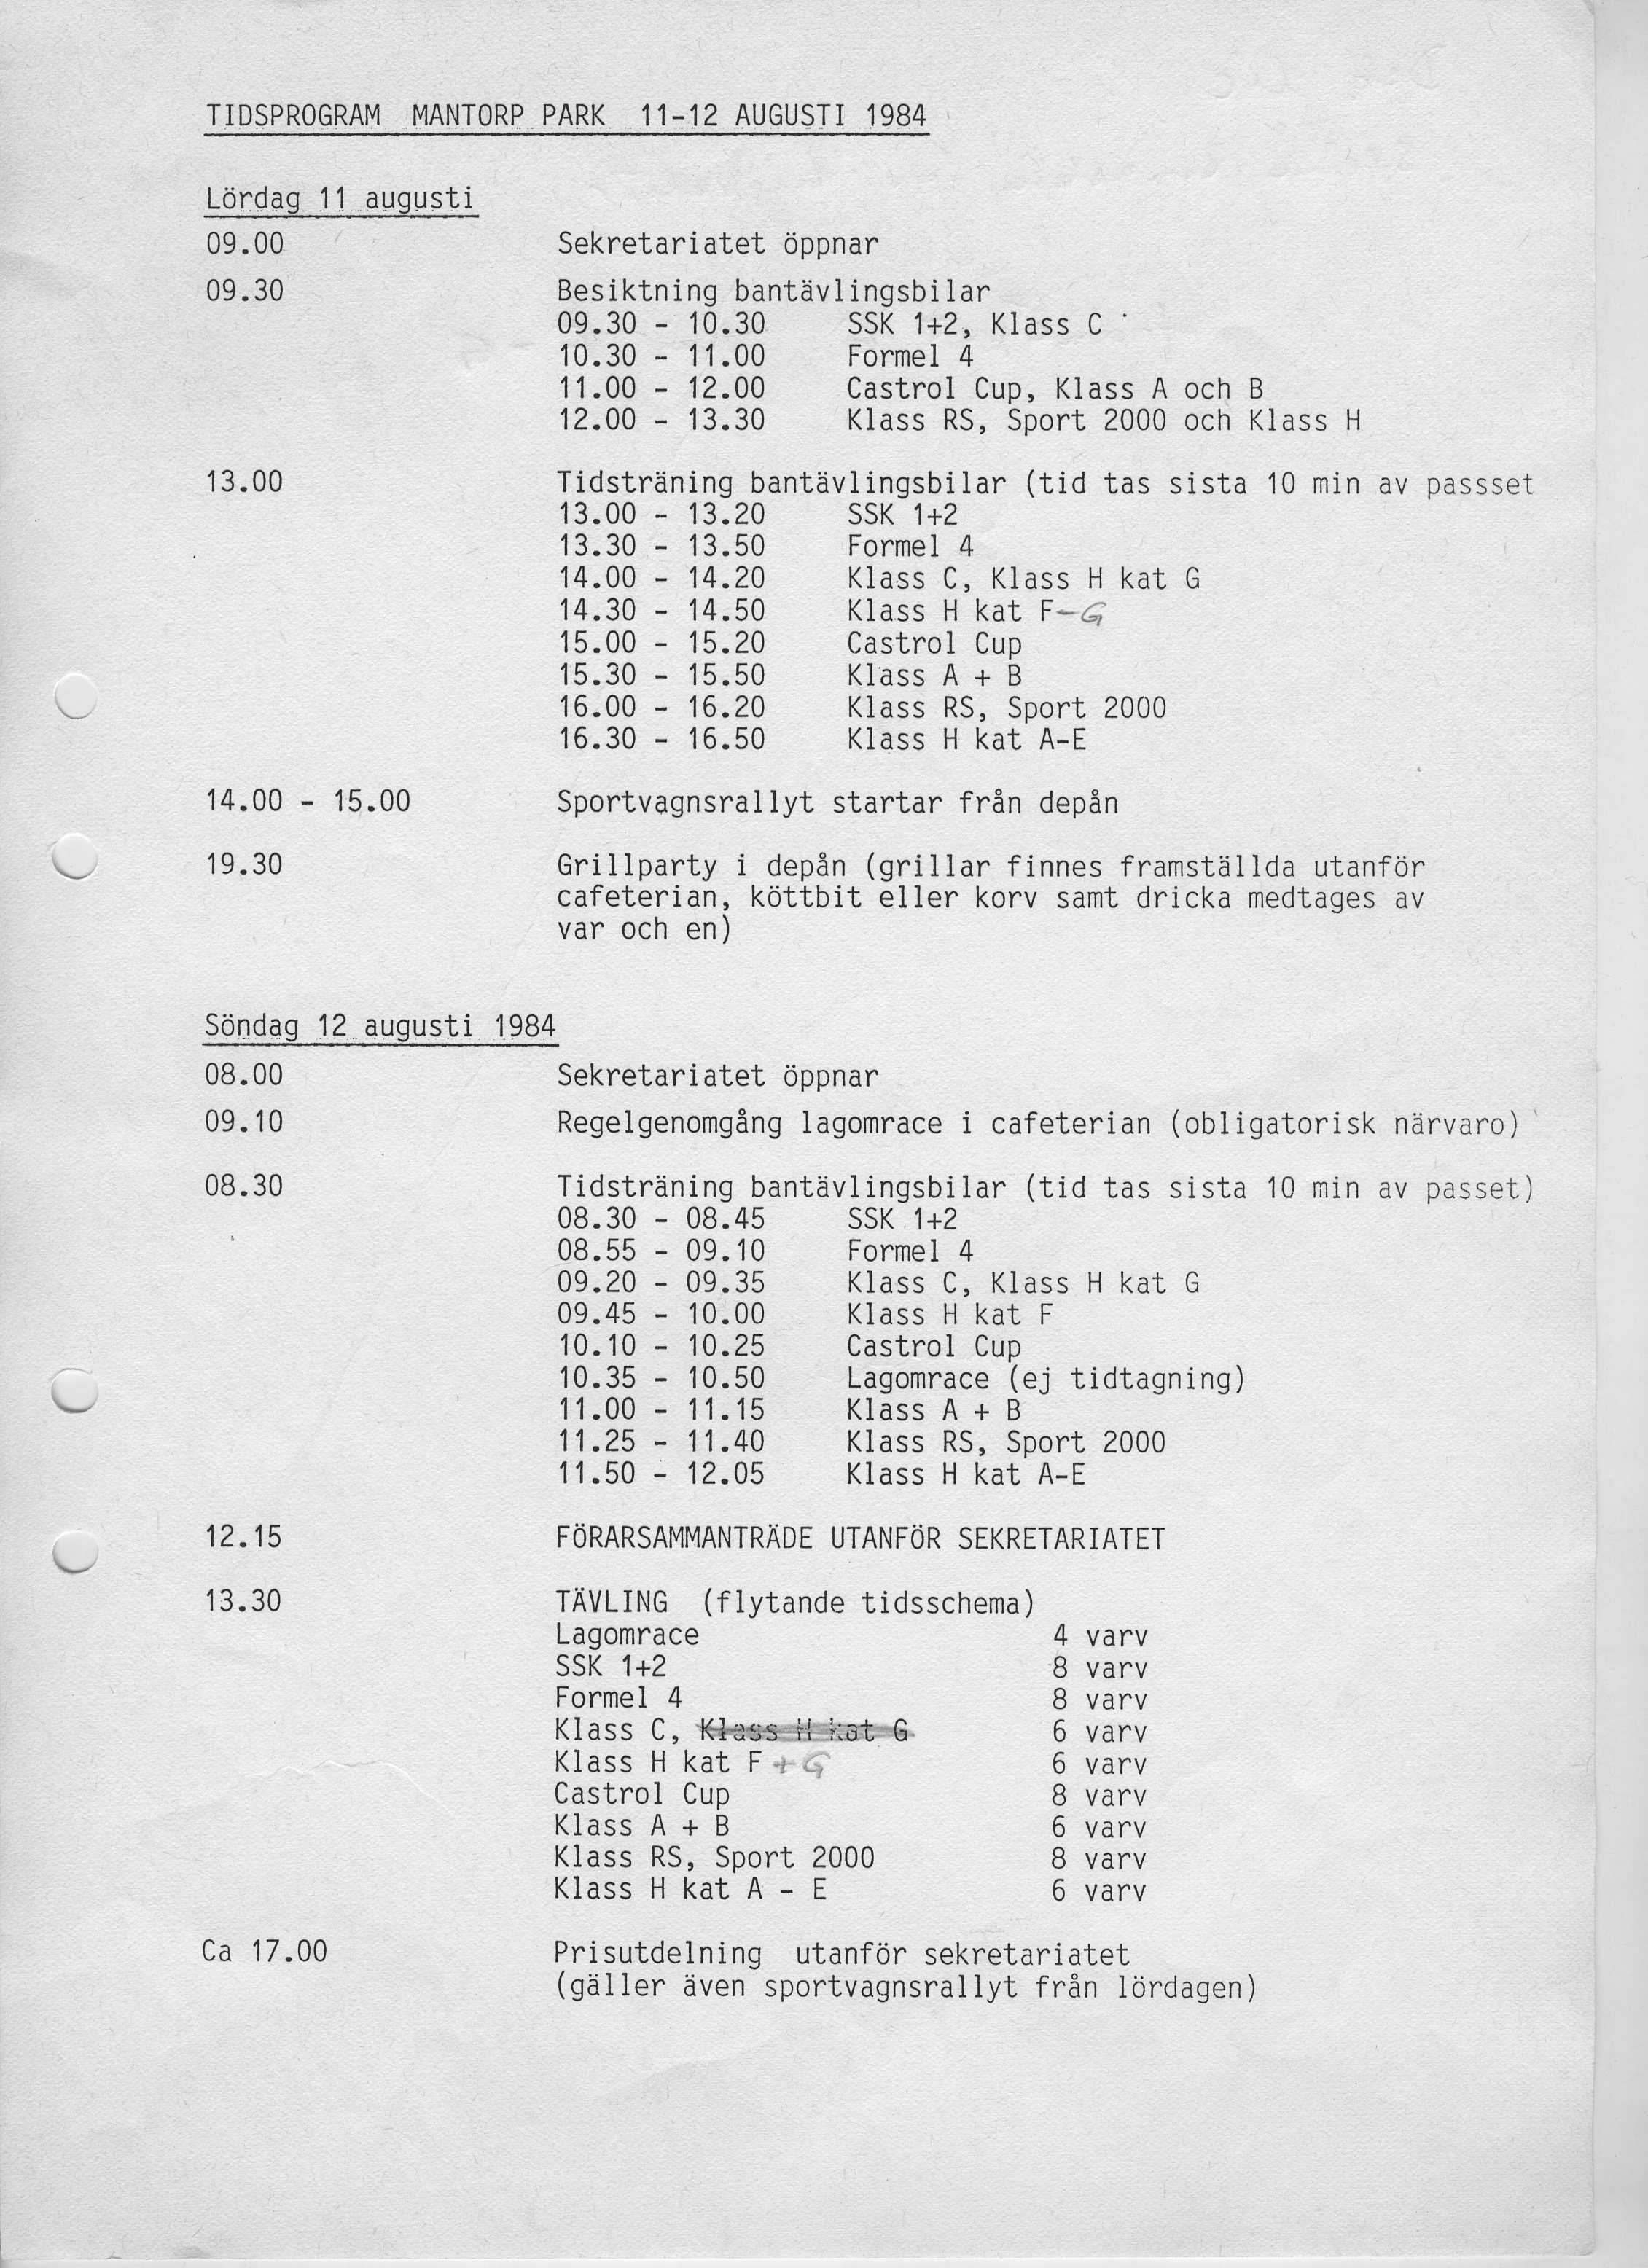 TIDSPROGRAM MANTORP PARK 11-12 AUGUSTI 1984
Lördag 11 augusti
09.00 Sekretariatet öppnar
09.30 Besiktning bantävlingsbilar
09.30 - 10.30 SSK 1+2, Klass C
10.30 - 11.00 Formel 4
11.00 - 12.00 Castrol Cup, Klass A och B
12.00 - 13.30 Klass RS, Sport 2000 och Klass H
13.00 Tidsträning bantävlingsbilar (tid tas sista 10 min av passset
13.00 - 13.20 SSK 1+2
13.30 - 13.50 Formel 4
14.00 - 14.20 Klass C, Klass H kat G
14.30 - 14.50 Klass H kat F-G
15.00 - 15.20 Castrol Cup
15.30 - 15.50 Klass A + B
16.00 - 16.20 Klass RS, Sport 2000
16.30 - 16.50 Klass H kat A-E
14.00 - 15.00 Sportvagnsrallyt startar från depån
19.30 Grillparty i depån (grillar finnes framställda utanför
cafeterian, köttbit eller korv samt dricka medtages av
var och en)
Söndag 12 augusti 1984
08.00 Sekretariatet öppnar
09.10 Regelgenomgång lagomrace i cafeterian (obligatorisk närvaro)
08.30 Tidsträning bantävlingsbilar (tid tas sista 10 min av passet)
08.30 - 08.45 SSK 1+2
08.55 - 09.10 Formel 4
09.20 - 09.35 Klass C, Klass H kat G
09.45 - 10.00 Klass H kat F
10.10 - 10.25 Castrol Cup
10.35 - 10.50 Lagomrace (ej tidtagning)
11.00 - 11.15 Klass A + B
11.25 - 11.40 Klass RS, Sport 2000
11.50 - 12.05 Klass H kat A-E
12.15 FÖRARSAMMANTRÄDE UTANFÖR SEKRETARIATET
13.30 TÄVLING (flytande tidsschema)
Lagomrace 4 varv
SSK 1+2 8 varv
Formel 4 8 varv
Klass C, Klass H kat G 6 varv
Klass H kat F + G 6 varv
Castrol Cup 8 varv
Klass A + B 6 varv
Klass RS, Sport 2000 8 varv
Klass H kat A - E 6 varv
Ca 17.00 Prisutdelning utanför sekretariatet
(gäller även sportvagnsrallyt från lördagen)